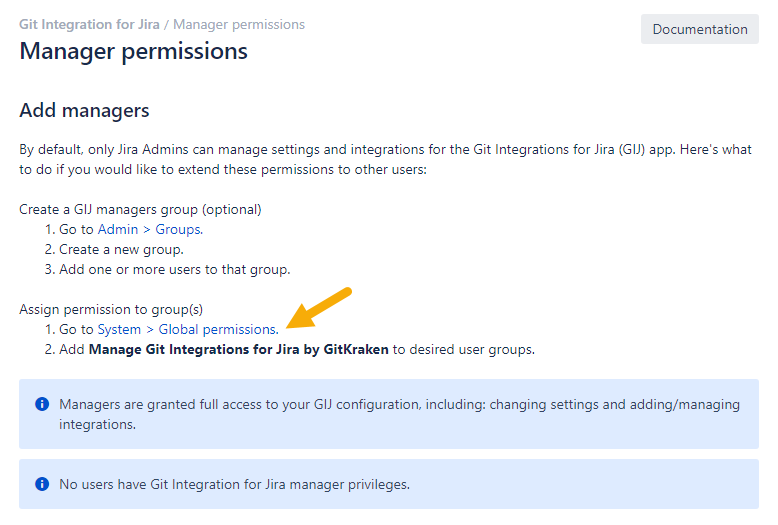 Git Integration for Jira / Manager permissions
Documentation
Manager permissions
Add managers
By default, only Jira Admins can manage settings and integrations for the Git Integrations for Jira (GIJ) app. Here's what
to do if you would like to extend these permissions to other users:
Create a GIJ managers group (optional)
1. Go to Admin > Groups.
2. Create a new group.
3. Add one or more users to that group.
Assign permission to group(s)
1. Go to System > Global permissions.
2. Add Manage Git Integrations for Jira by GitKraken to desired user groups.
Managers are granted full access to your GIJ configuration, including: changing settings and adding/managing
integrations.
No users have Git Integration for Jira manager privileges.